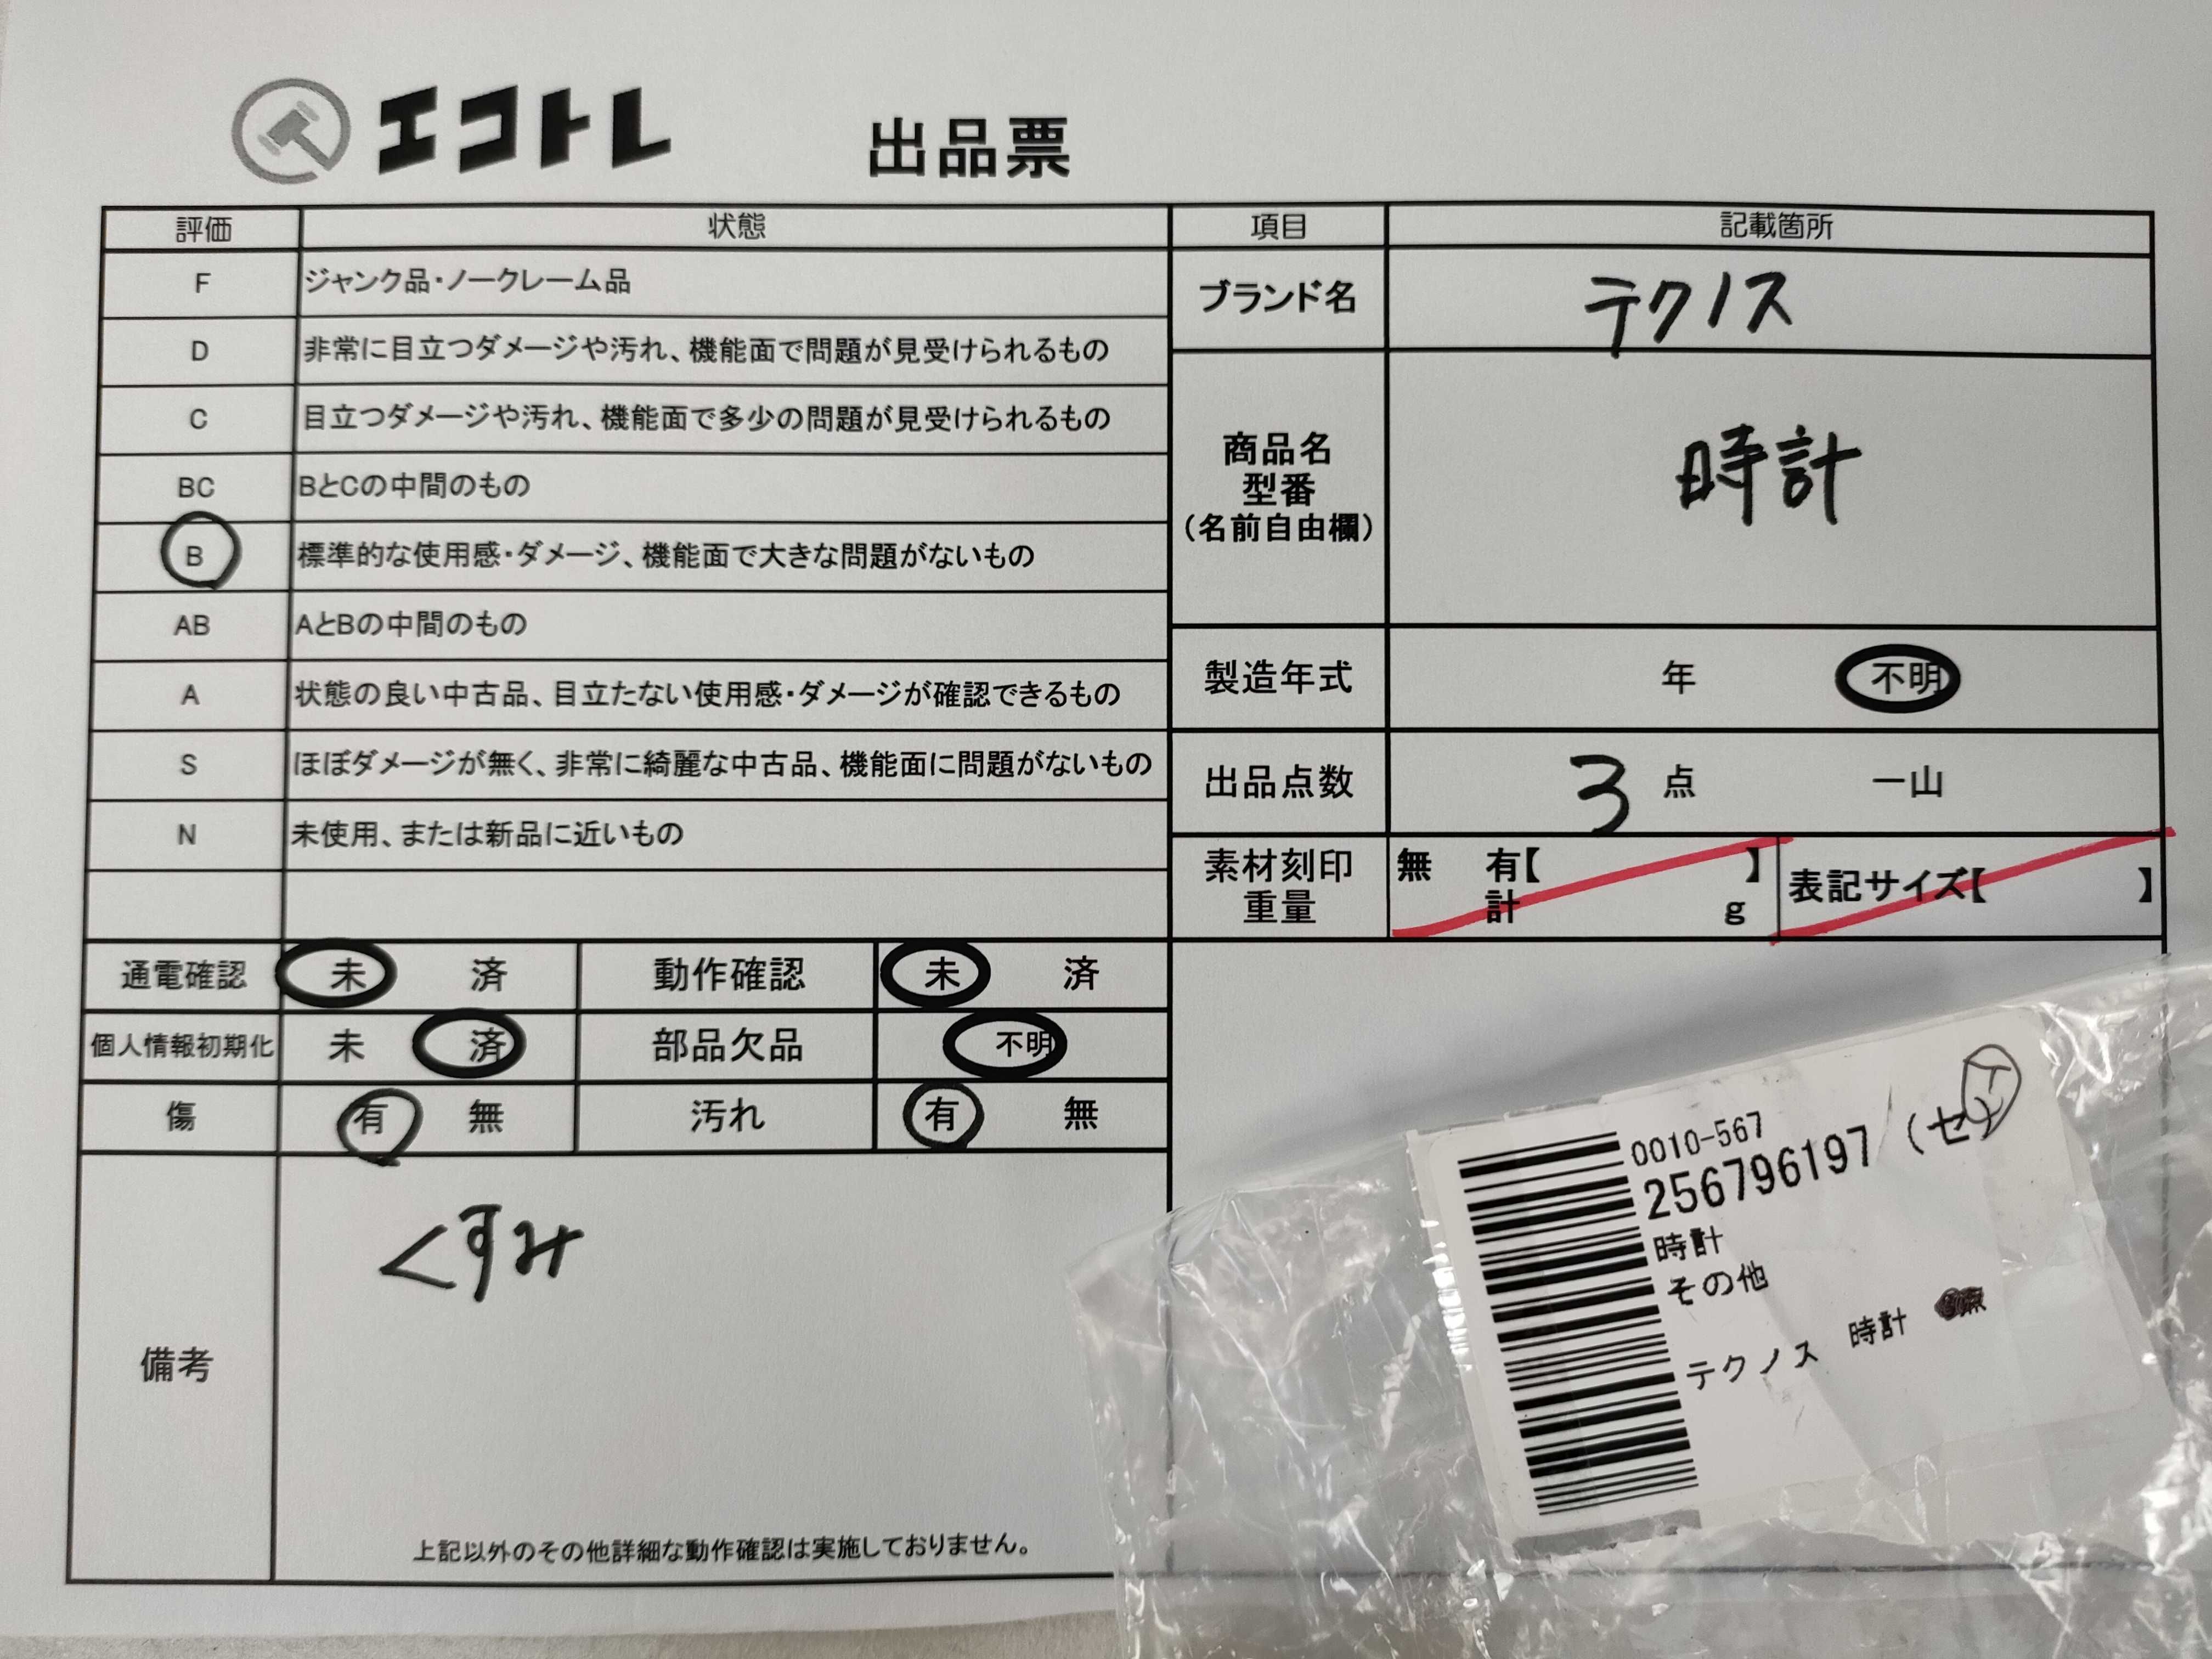 エコトレ 出品票
評価 状態
F ジャンク品・ノークレーム品
D 非常に目立つダメージや汚れ、機能面で問題が見受けられるもの
C 目立つダメージや汚れ、機能面で多少の問題が見受けられるもの
BC BとCの中間のもの
B 標準的な使用感・ダメージ、機能面で大きな問題がないもの
AB AとBの中間のもの
A 状態の良い中古品、目立たない使用感・ダメージが確認できるもの
S ほぼダメージが無く、非常に綺麗な中古品、機能面に問題がないもの
N 未使用、または新品に近いもの
項目 記載箇所
ブランド名 テクノス
商品名
型番
(名前自由欄)
時計
製造年式 年 不明
出品点数 3 点 一山
素材刻印
重量
無 有【 】
計 g
表記サイズ【 】
通電確認 未 済 動作確認 未 済
個人情報初期化 未 済 部品欠品 不明
傷 有 無 汚れ 有 無
備考
くすみ
上記以外のその他詳細な動作確認は実施しておりません。
0010-567
256796197 (セ)
時計
その他
テクノス 時計